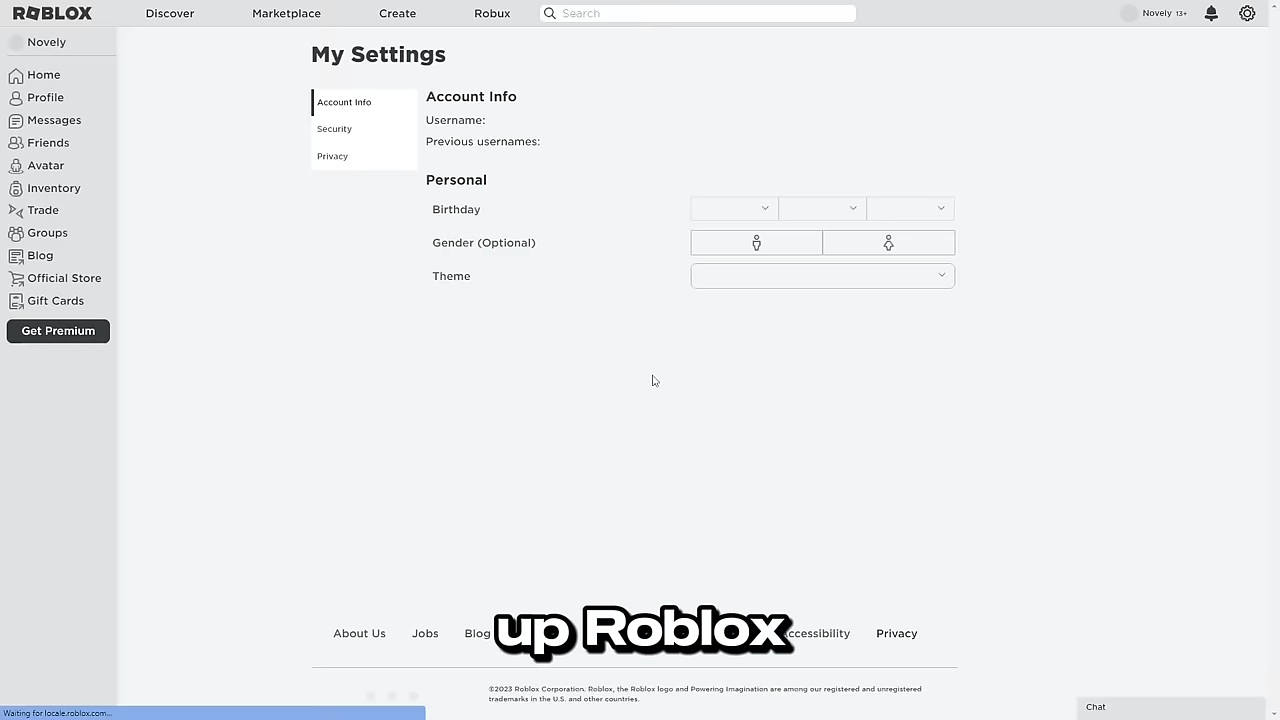 ROBLOX
Discover
Marketplace
Create
Robux
Search
Novely 13+
Novely
Home
Profile
Messages
Friends
Avatar
Inventory
Trade
Groups
Blog
Official Store
Gift Cards
Get Premium
My Settings
Account Info
Security
Privacy
Account Info
Username:
Previous usernames:
Personal
Birthday
Gender (Optional)
Theme
About Us
Jobs
Blog
up Roblox
ccessibility
Privacy
©2023 Roblox Corporation. Roblox, the Roblox logo and Powering Imagination are among our registered and unregistered
trademarks in the U.S. and other countries.
Waiting for locale.roblox.com...
Chat